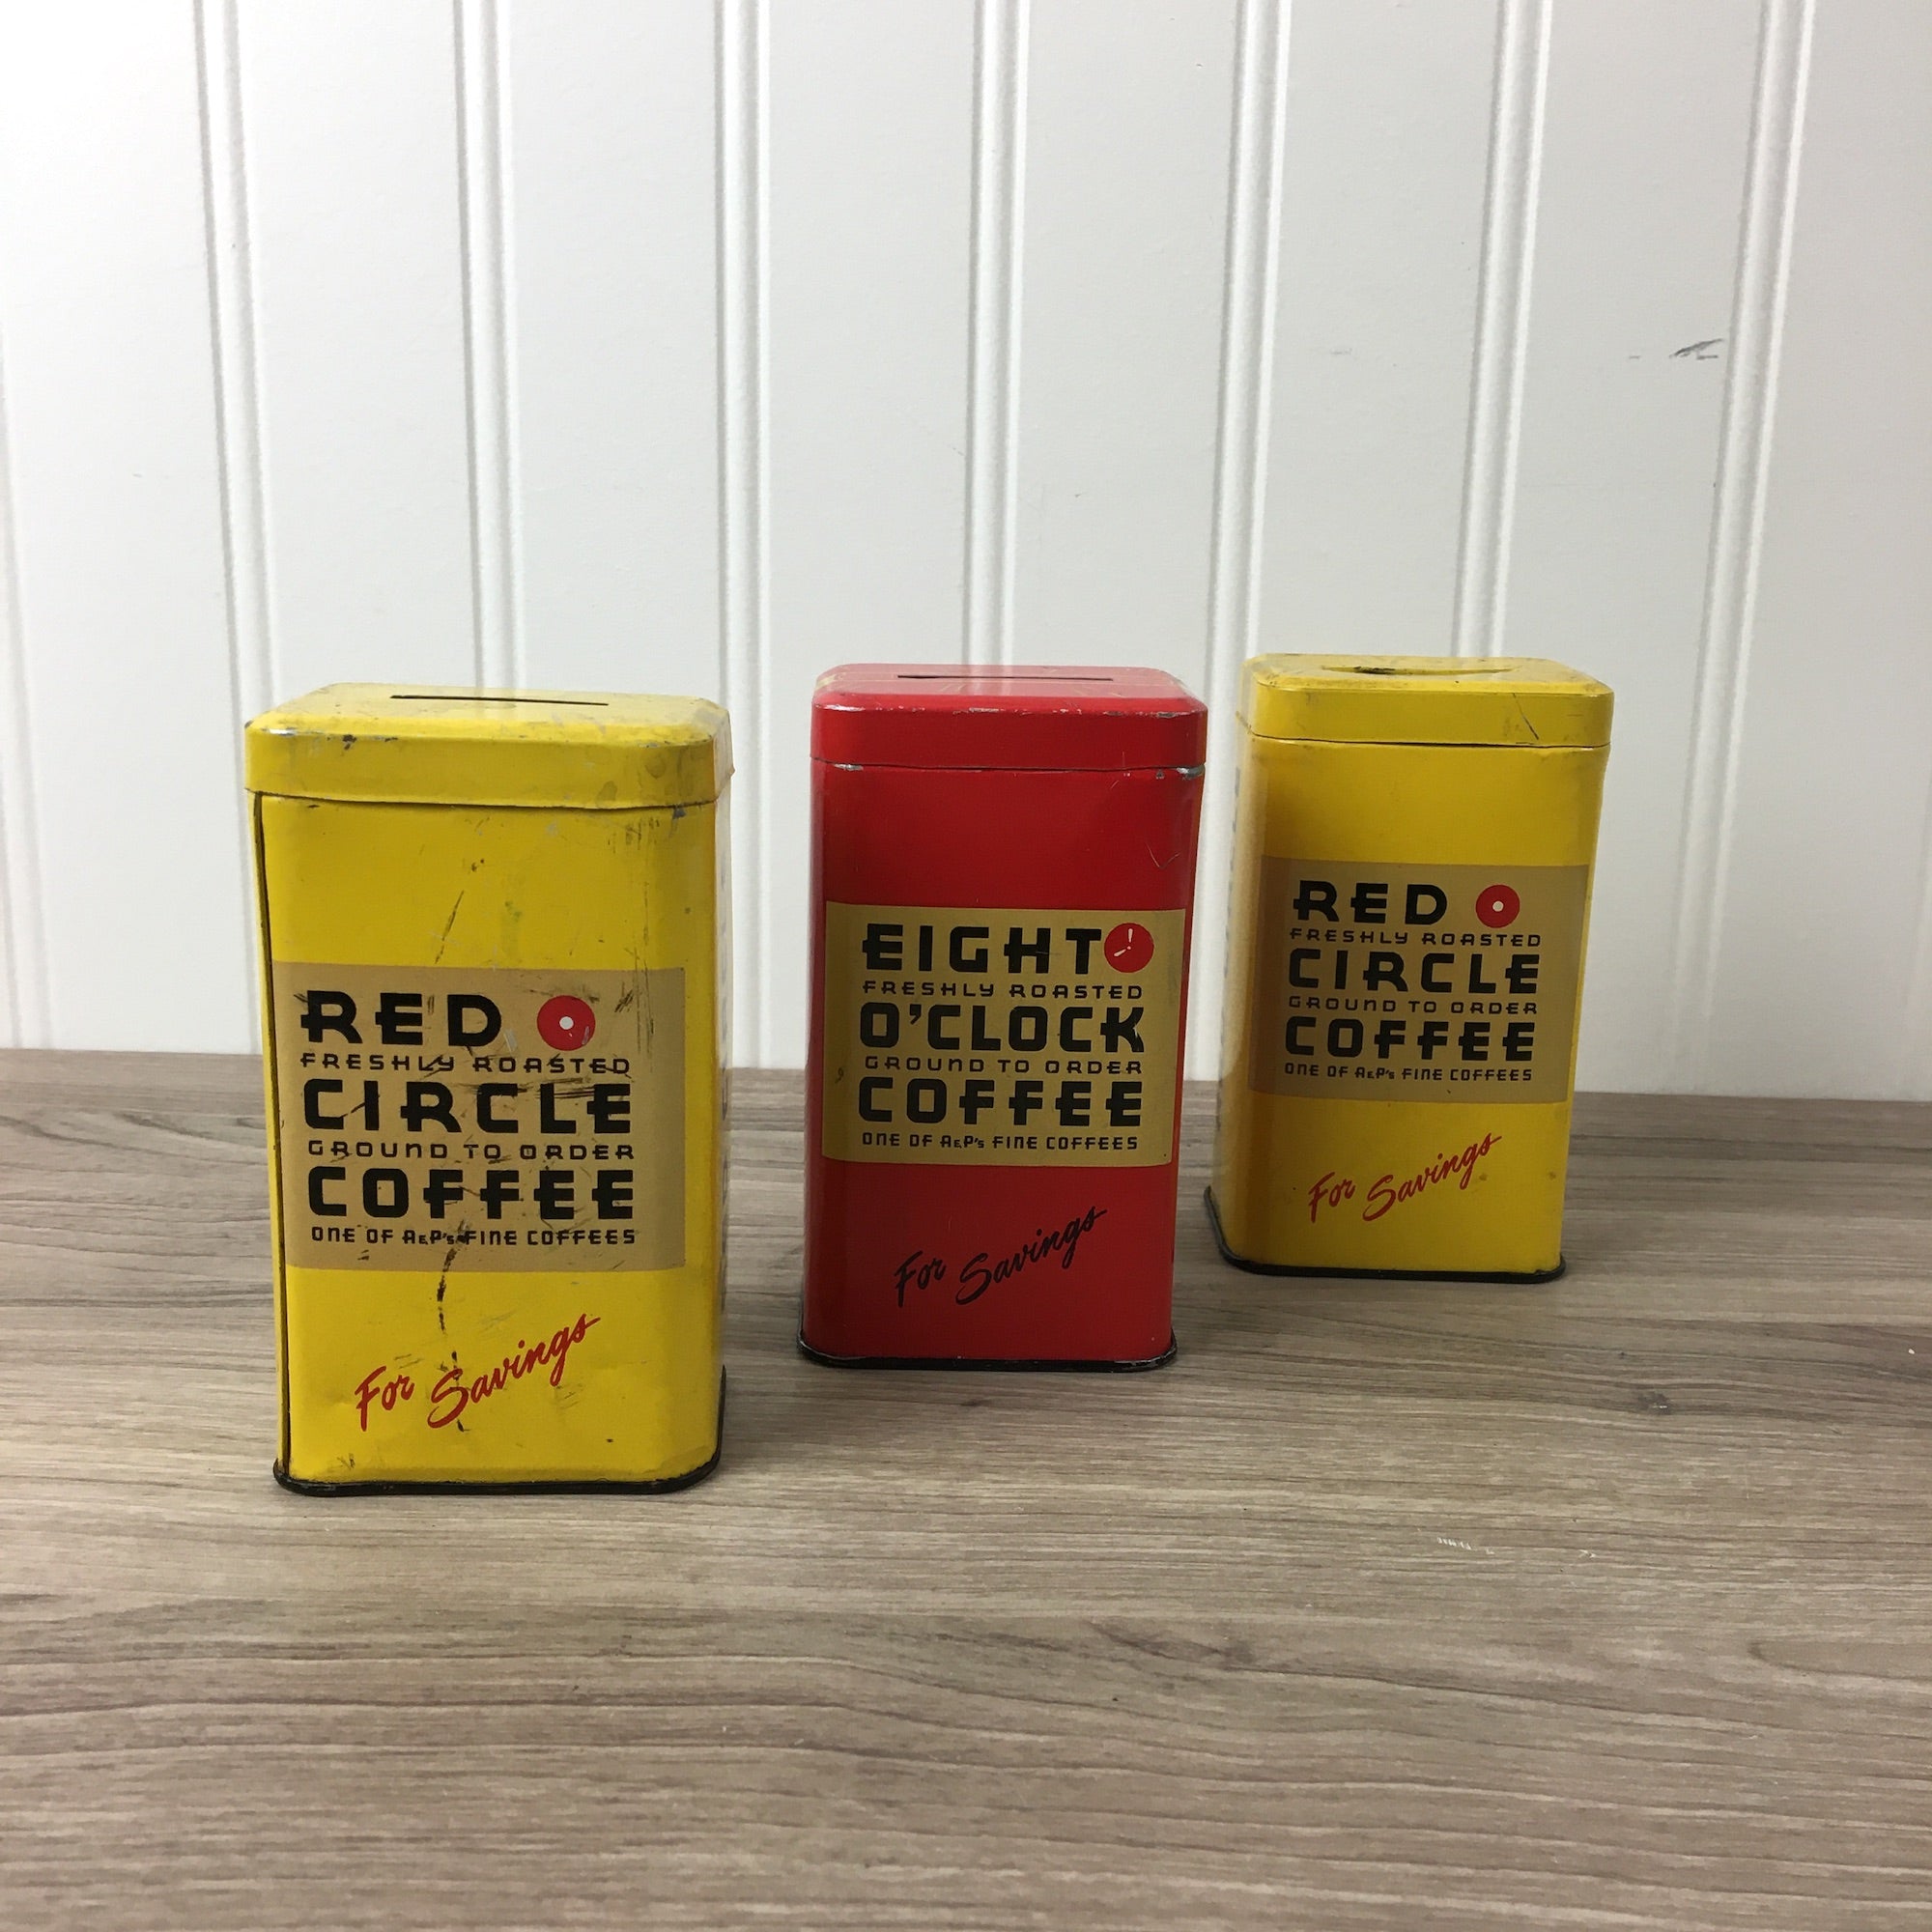 RED
FRESHLY ROASTED
CIRCLE
GROUND TO ORDER
COFFEE
ONE OF A&P's FINE COFFEES
For Savings
EIGHT
FRESHLY ROASTED
O'CLOCK
GROUND TO ORDER
COFFEE
ONE OF A&P's FINE COFFEES
For Savings
RED
FRESHLY ROASTED
CIRCLE
GROUND TO ORDER
COFFEE
ONE OF A&P's FINE COFFEES
For Savings